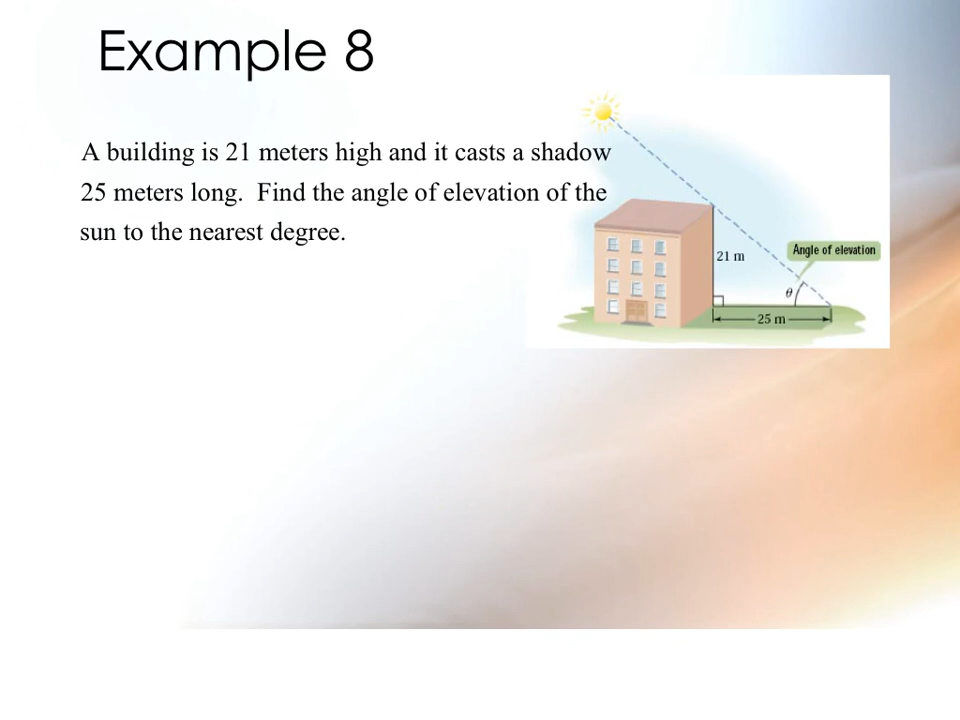 Example 8
A building is 21 meters high and it casts a shadow
25 meters long.  Find the angle of elevation of the
sun to the nearest degree.
21 m
Angle of elevation
θ
25 m